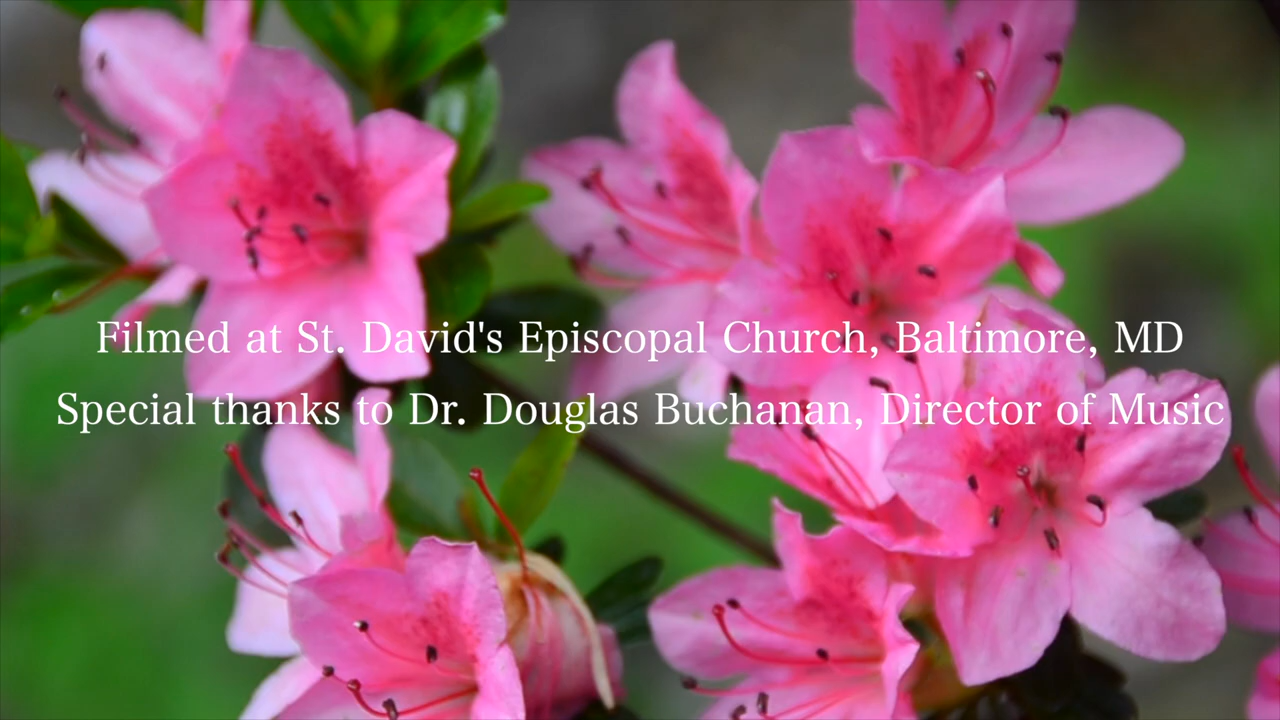 Filmed at St. David's Episcopal Church, Baltimore, MD
Special thanks to Dr. Douglas Buchanan, Director of Music